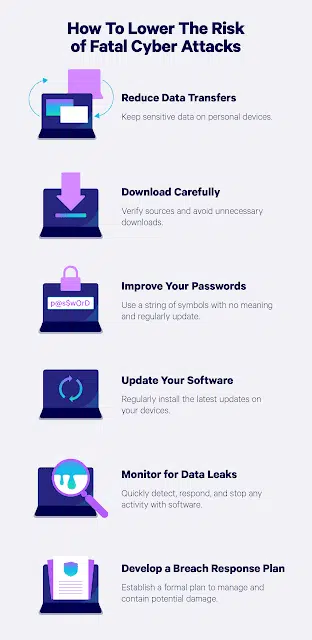 How To Lower The Risk
of Fatal Cyber Attacks
Reduce Data Transfers
Keep sensitive data on personal devices.
Download Carefully
Verify sources and avoid unnecessary
downloads.
Improve Your Passwords
p@s$wOrD
Use a string of symbols with no meaning
and regularly update.
Update Your Software
Regularly install the latest updates on
your devices.
Monitor for Data Leaks
Quickly detect, respond, and stop any
activity with software.
Develop a Breach Response Plan
Establish a formal plan to manage and
contain potential damage.